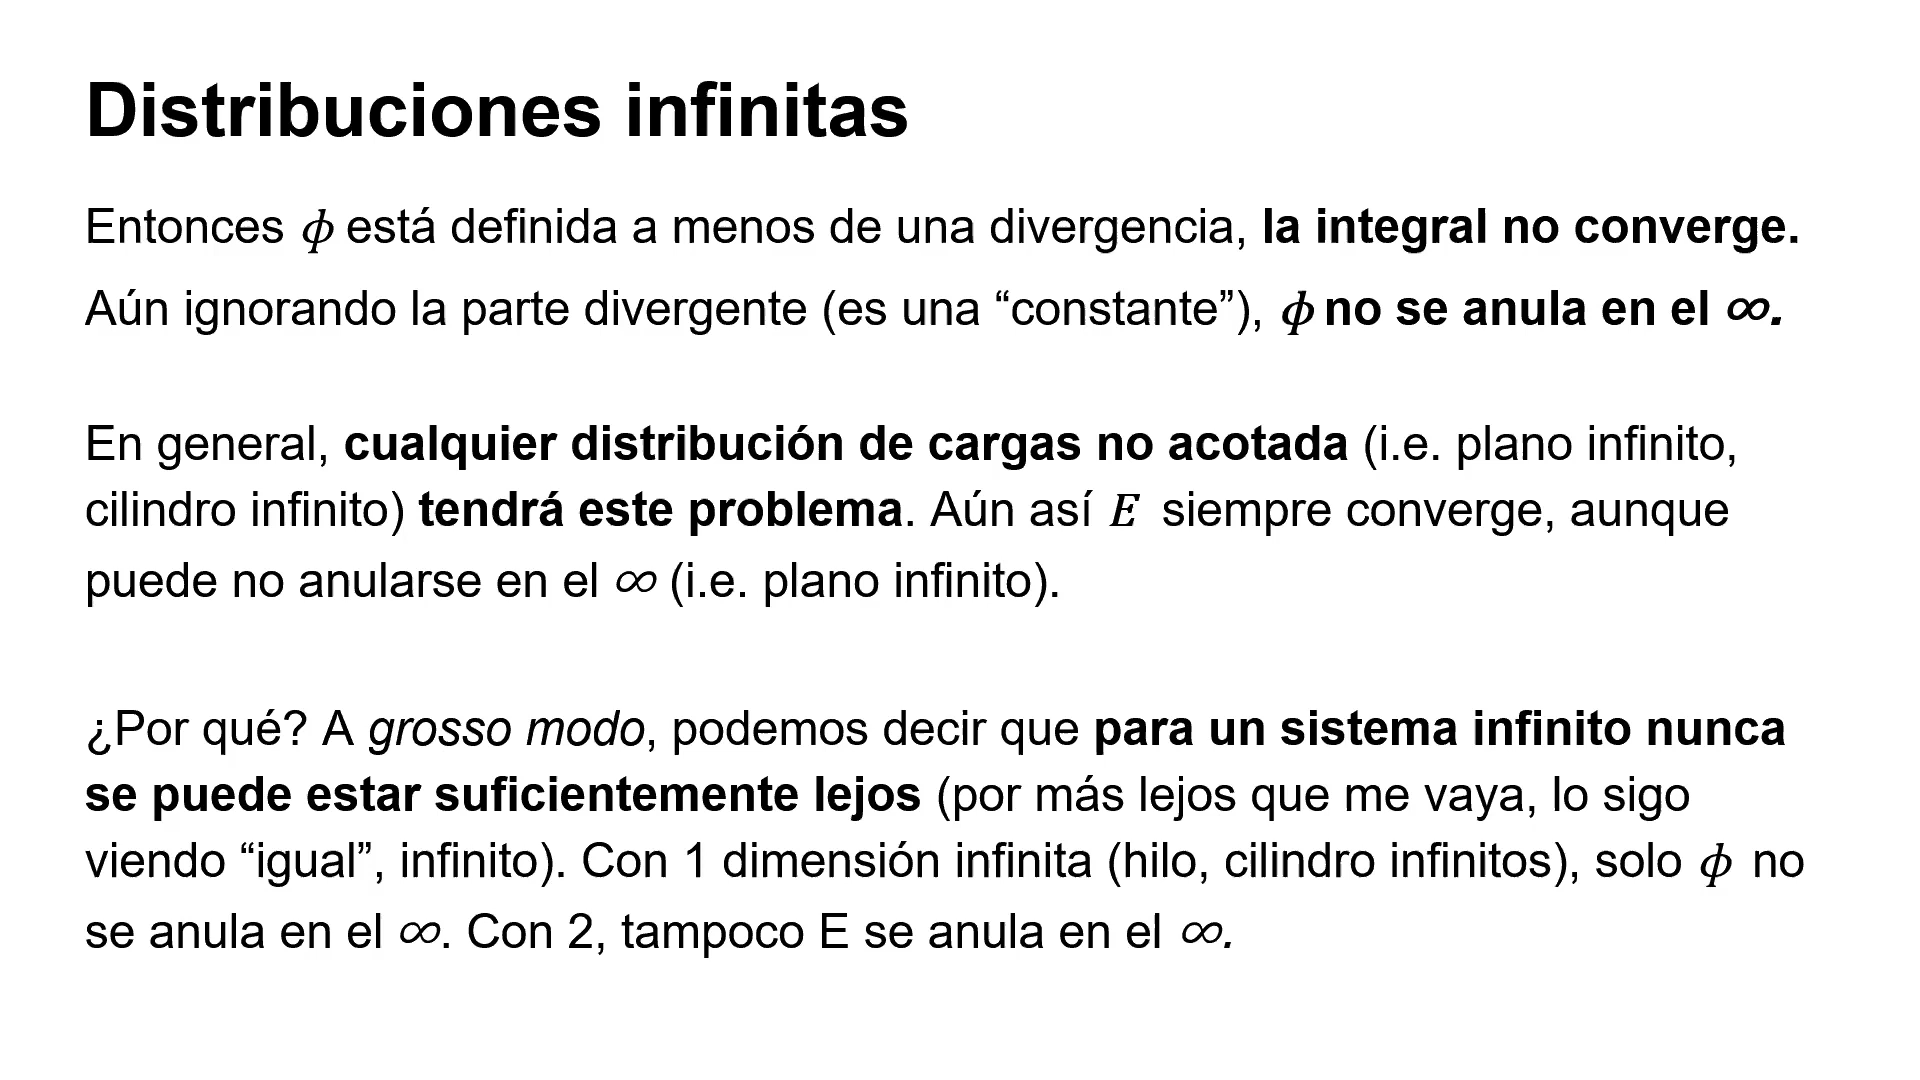 Distribuciones infinitas
Entonces ϕ está definida a menos de una divergencia, la integral no converge.
Aún ignorando la parte divergente (es una “constante”), ϕ no se anula en el ∞.
En general, cualquier distribución de cargas no acotada (i.e. plano infinito,
cilindro infinito) tendrá este problema. Aún así E siempre converge, aunque
puede no anularse en el ∞ (i.e. plano infinito).
¿Por qué? A grosso modo, podemos decir que para un sistema infinito nunca
se puede estar suficientemente lejos (por más lejos que me vaya, lo sigo
viendo “igual”, infinito). Con 1 dimensión infinita (hilo, cilindro infinitos), solo ϕ no
se anula en el ∞. Con 2, tampoco E se anula en el ∞.